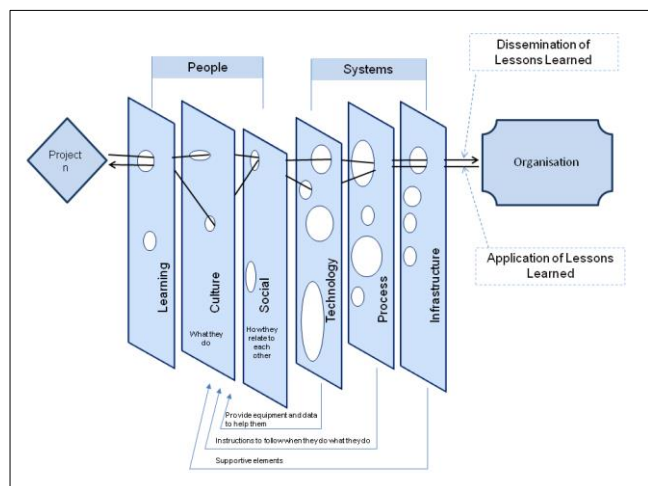 People
Systems
Dissemination of
Lessons Learned
Project
n
Organisation
Application of Lessons
Learned
Learning
Culture
Social
Technology
Process
Infrastructure
What they
do
How they
relate to
each
other
Provide equipment and data
to help them
Instructions to follow when they do what they do
Supportive elements